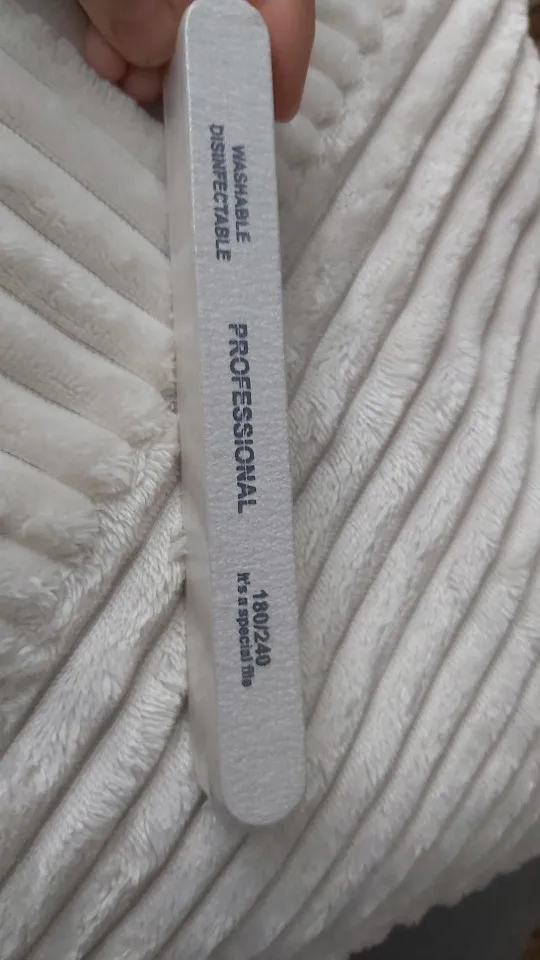 WASHABLE
DISINFECTABLE
PROFESSIONAL
180/240
It's a special file